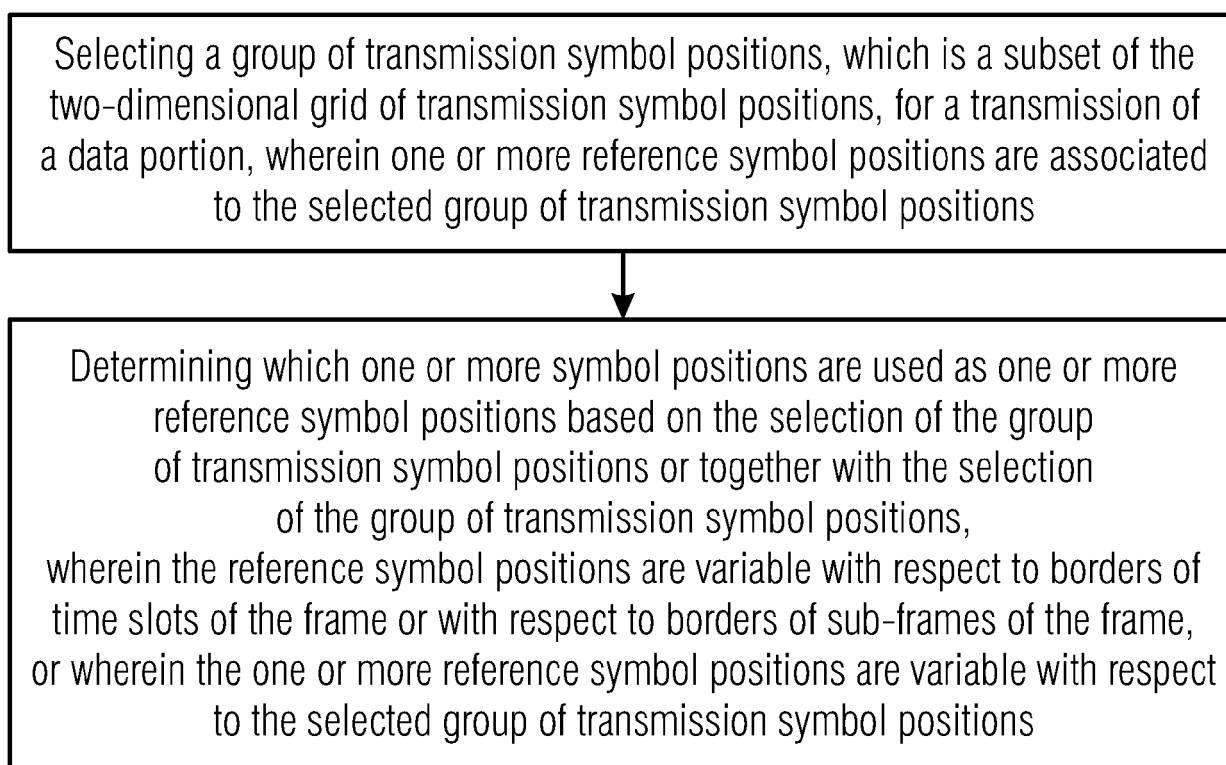 Selecting a group of transmission symbol positions, which is a subset of the
two-dimensional grid of transmission symbol positions, for a transmission of
a data portion, wherein one or more reference symbol positions are associated
to the selected group of transmission symbol positions
Determining which one or more symbol positions are used as one or more
reference symbol positions based on the selection of the group
of transmission symbol positions or together with the selection
of the group of transmission symbol positions,
wherein the reference symbol positions are variable with respect to borders of
time slots of the frame or with respect to borders of sub-frames of the frame,
or wherein the one or more reference symbol positions are variable with respect
to the selected group of transmission symbol positions